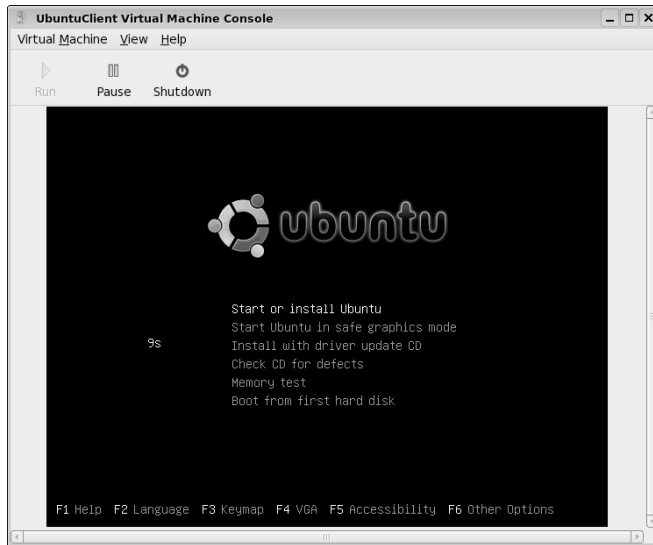 UbuntuClient Virtual Machine Console
Virtual Machine View Help
Run Pause Shutdown
ubuntu
Start or install Ubuntu
Start Ubuntu in safe graphics mode
9s
Install with driver update CD
Check CD for defects
Memory test
Boot from first hard disk
F1 Help F2 Language F3 Keymap F4 VGA F5 Accessibility F6 Other Options